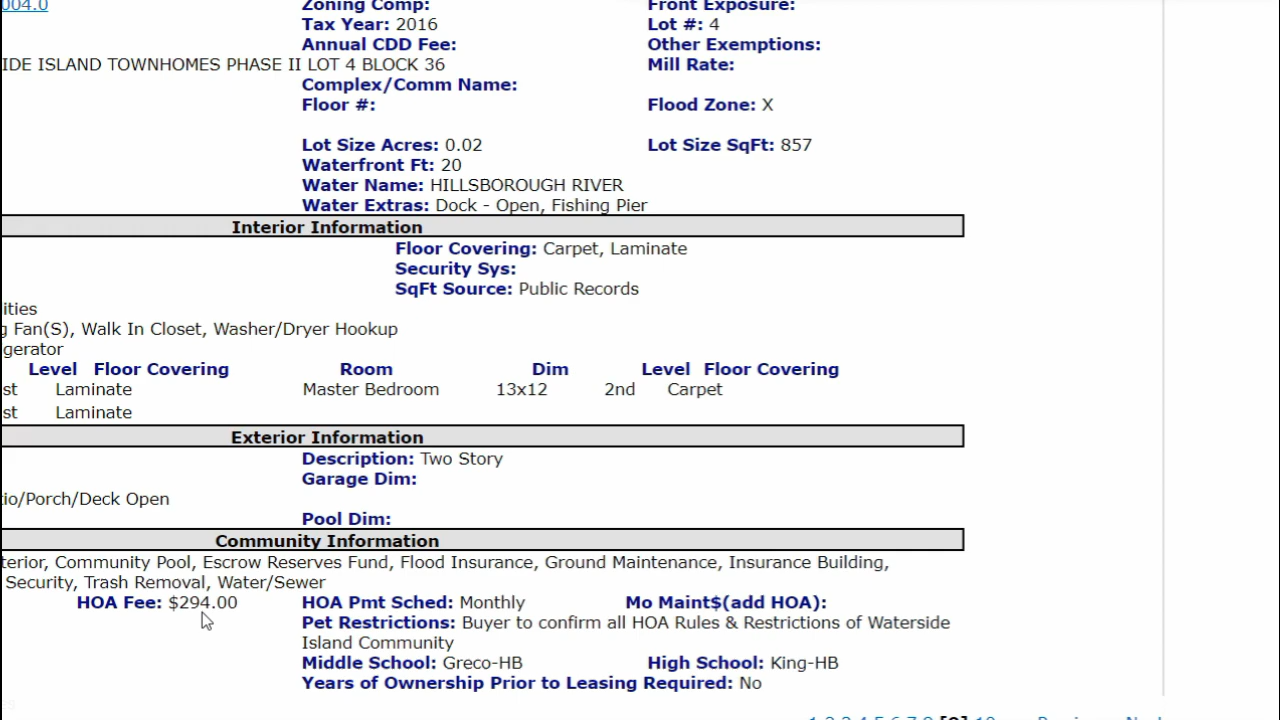 004.0 Zoning Comp: Front Exposure:
Tax Year: 2016 Lot #: 4
Annual CDD Fee: Other Exemptions:
IDE ISLAND TOWNHOMES PHASE II LOT 4 BLOCK 36 Mill Rate:
Complex/Comm Name:
Floor #: Flood Zone: X
Lot Size Acres: 0.02 Lot Size SqFt: 857
Waterfront Ft: 20
Water Name: HILLSBOROUGH RIVER
Water Extras: Dock - Open, Fishing Pier
Interior Information
Floor Covering: Carpet, Laminate
Security Sys:
SqFt Source: Public Records
ities
g Fan(S), Walk In Closet, Washer/Dryer Hookup
gerator
Level Floor Covering Room Dim Level Floor Covering
st Laminate Master Bedroom 13x12 2nd Carpet
st Laminate
Exterior Information
Description: Two Story
Garage Dim:
tio/Porch/Deck Open
Pool Dim:
Community Information
terior, Community Pool, Escrow Reserves Fund, Flood Insurance, Ground Maintenance, Insurance Building,
Security, Trash Removal, Water/Sewer
HOA Fee: $294.00 HOA Pmt Sched: Monthly Mo Maint$(add HOA):
Pet Restrictions: Buyer to confirm all HOA Rules & Restrictions of Waterside
Island Community
Middle School: Greco-HB High School: King-HB
Years of Ownership Prior to Leasing Required: No